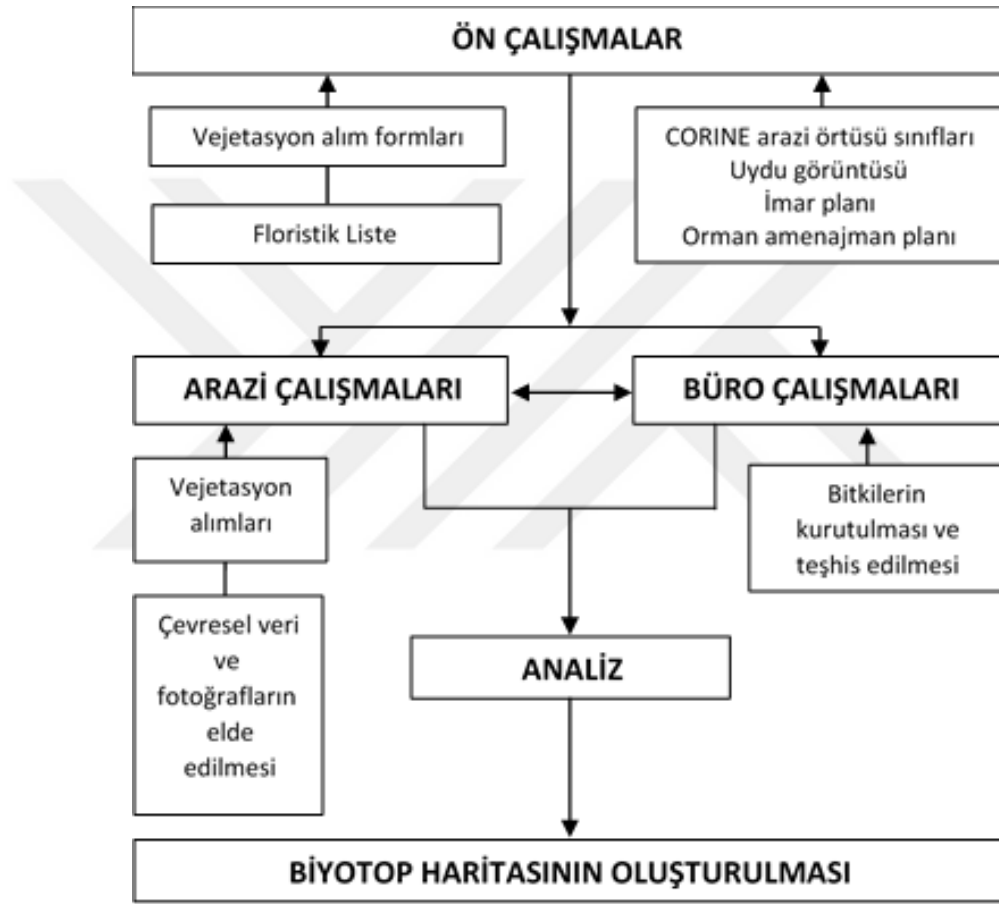 ÖN ÇALIŞMALAR
Vejetasyon alım formları
Floristik Liste
CORINE arazi örtüsü sınıfları
Uydu görüntüsü
İmar planı
Orman amenajman planı
ARAZİ ÇALIŞMALARI
BÜRO ÇALIŞMALARI
Vejetasyon
alımları
Çevresel veri
ve
fotoğrafların
elde
edilmesi
Bitkilerin
kurutulması ve
teşhis edilmesi
ANALİZ
BİYOTOP HARİTASININ OLUŞTURULMASI